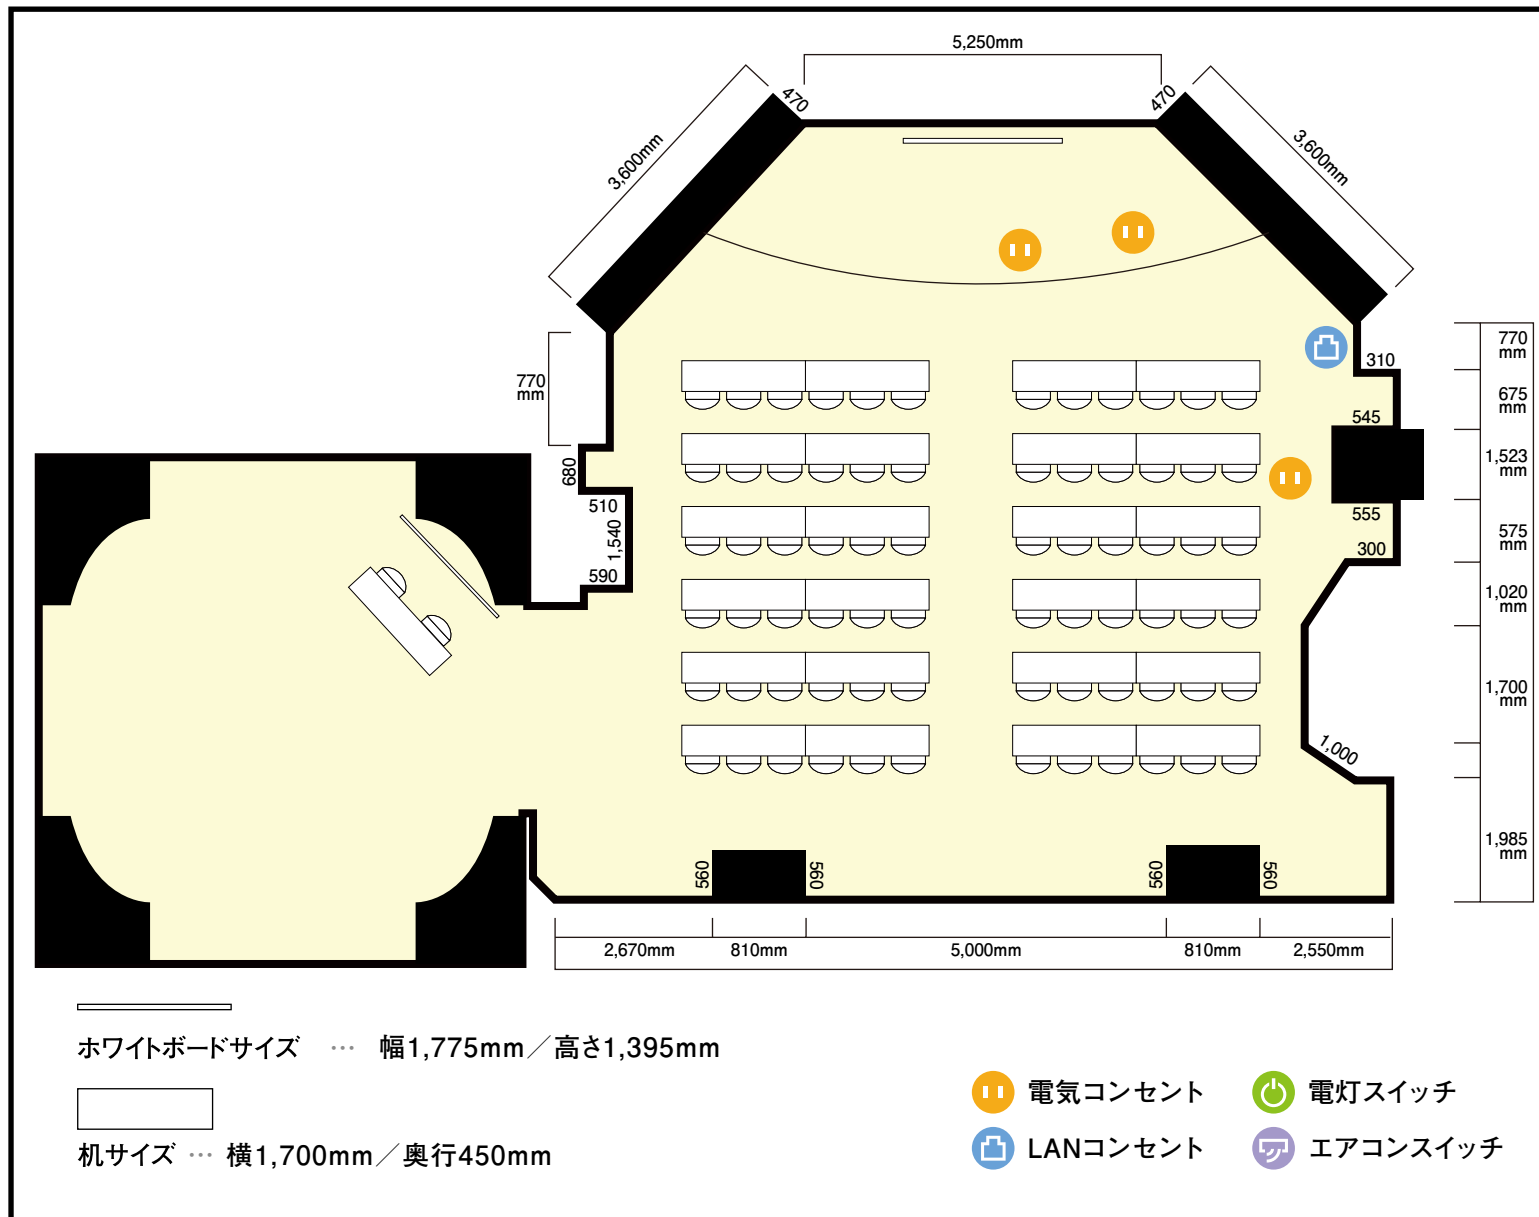 5,250mm
470
470
3,600mm
3,600mm
770
mm
310
770
mm
675
mm
545
680
1,523
mm
510
1,540
555
575
mm
300
590
1,020
mm
1,700
mm
1,000
560
560
560
560
1,985
mm
2,670mm
810mm
5,000mm
810mm
2,550mm
ホワイトボードサイズ … 幅1,775mm／高さ1,395mm
机サイズ … 横1,700mm／奥行450mm
電気コンセント
電灯スイッチ
LANコンセント
エアコンスイッチ